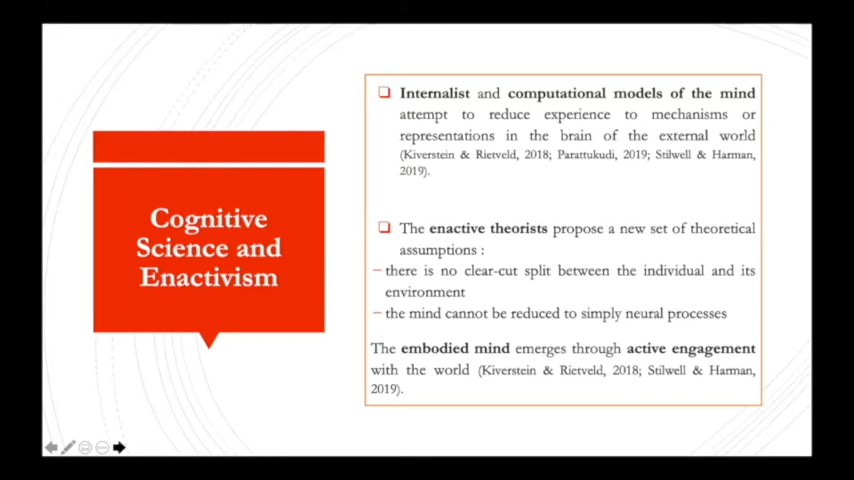 Cognitive
Science and
Enactivism
Internalist and computational models of the mind
attempt to reduce experience to mechanisms or
representations in the brain of the external world
(Kiverstein & Rietveld, 2018; Parattukudi, 2019; Stilwell & Harman,
2019).
The enactive theorists propose a new set of theoretical
assumptions :
– there is no clear-cut split between the individual and its
environment
– the mind cannot be reduced to simply neural processes
The embodied mind emerges through active engagement
with the world (Kiverstein & Rietveld, 2018; Stilwell & Harman,
2019).